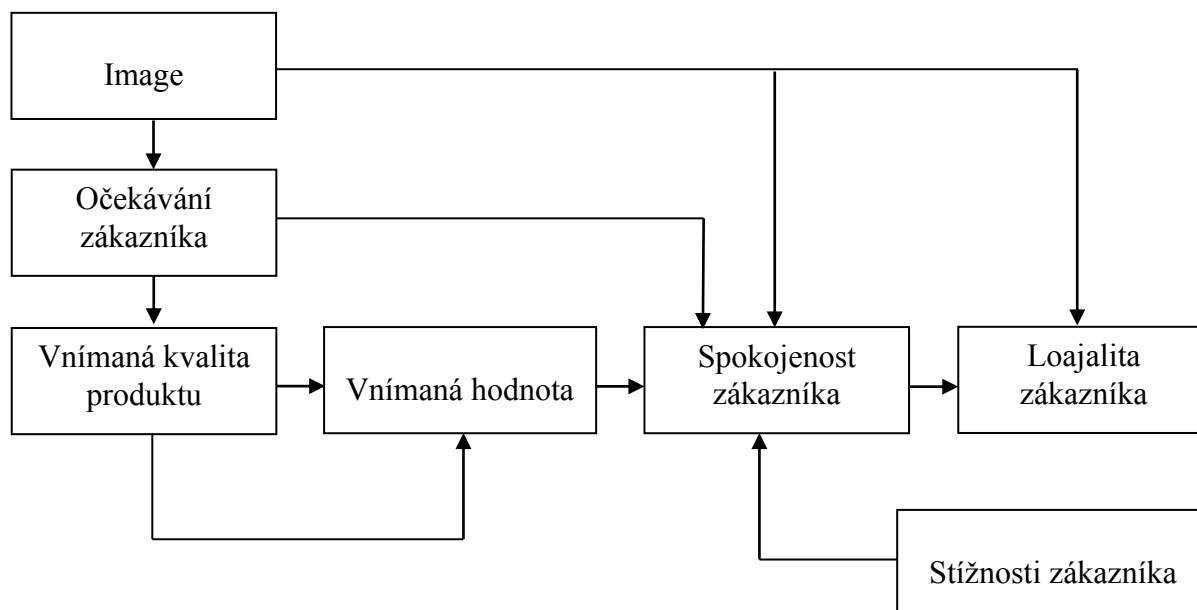 Image
Očekávání
zákazníka
Vnímaná kvalita
produktu
Vnímaná hodnota
Spokojenost
zákazníka
Loajalita
zákazníka
Stížnosti zákazníka